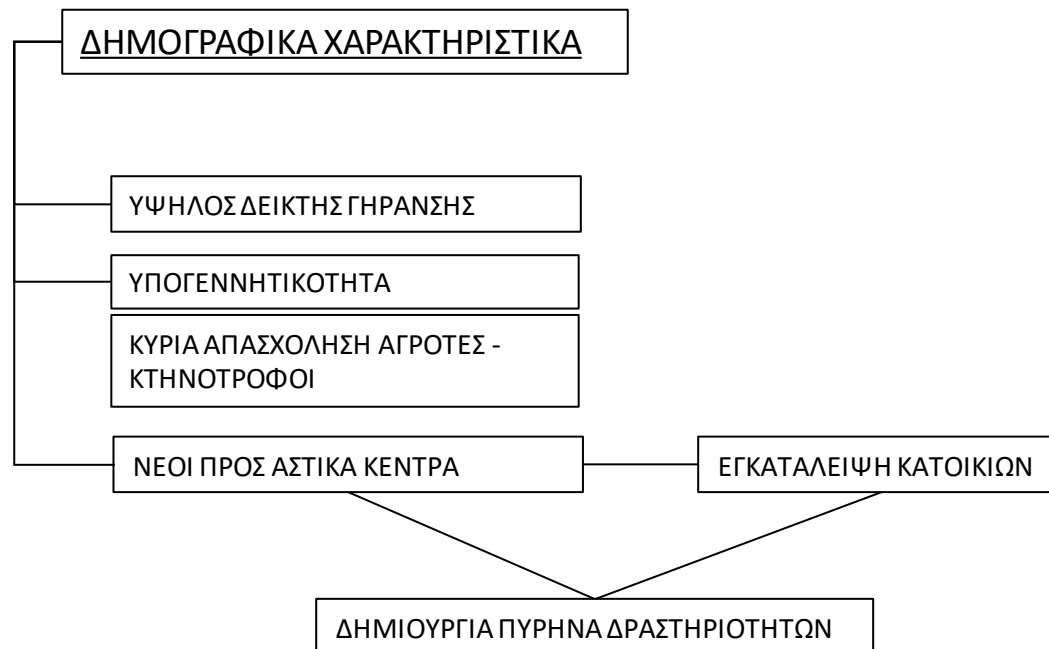 ΔΗΜΟΓΡΑΦΙΚΑ ΧΑΡΑΚΤΗΡΙΣΤΙΚΑ
ΥΨΗΛΟΣ ΔΕΙΚΤΗΣ ΓΗΡΑΝΣΗΣ
ΥΠΟΓΕΝΝΗΤΙΚΟΤΗΤΑ
ΚΥΡΙΑ ΑΠΑΣΧΟΛΗΣΗ ΑΓΡΟΤΕΣ -
ΚΤΗΝΟΤΡΟΦΟΙ
ΝΕΟΙ ΠΡΟΣ ΑΣΤΙΚΑ ΚΕΝΤΡΑ
ΕΓΚΑΤΑΛΕΙΨΗ ΚΑΤΟΙΚΙΩΝ
ΔΗΜΙΟΥΡΓΙΑ ΠΥΡΗΝΑ ΔΡΑΣΤΗΡΙΟΤΗΤΩΝ